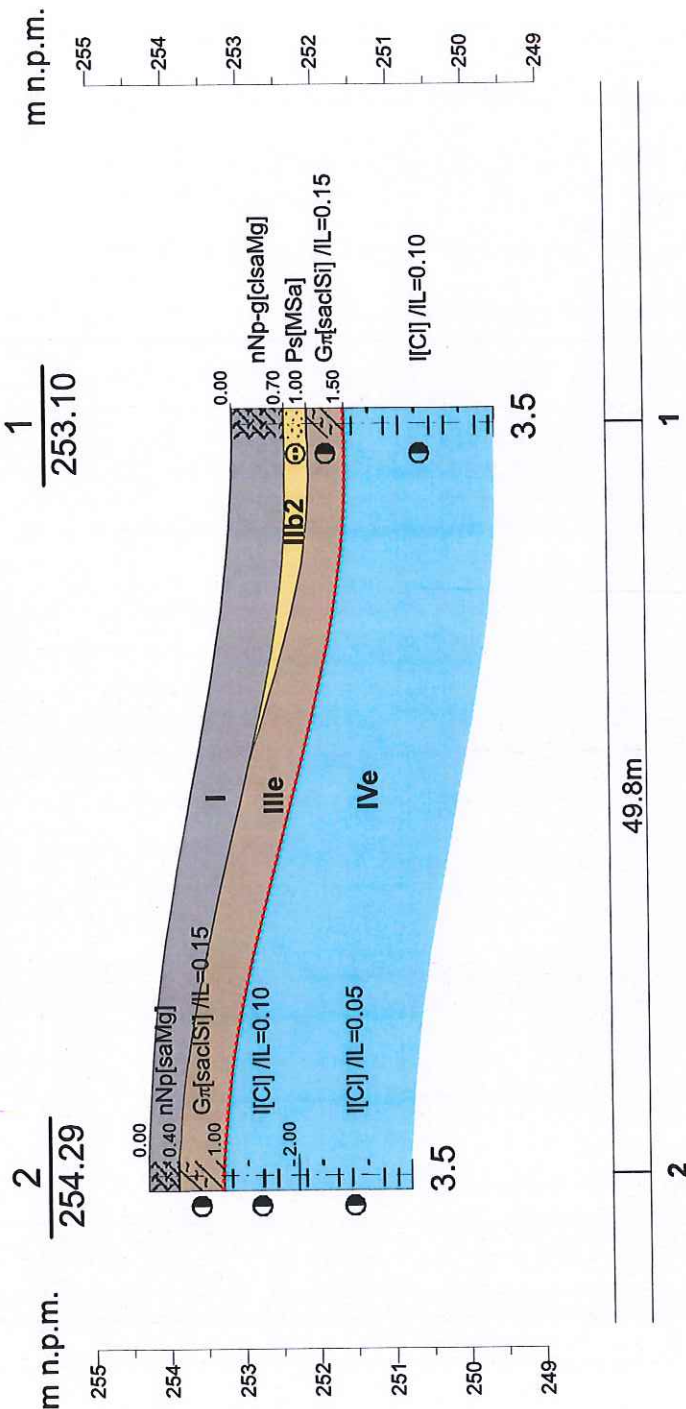 m n.p.m.
255
254
253
252
251
250
249
2
254.29
0.00
0.40
nNp[saMg]
Gπ[saclSi] /IL=0.15
1.00
I[Cl] /IL=0.10
2.00
I[Cl] /IL=0.05
3.5
I
IIIe
IVe
IIb2
1
253.10
0.00
nNp-g[clsaMg]
0.70
Ps[MSa]
1.00
Gπ[saclSi] /IL=0.15
1.50
I[Cl] /IL=0.10
3.5
m n.p.m.
255
254
253
252
251
250
249
2
49.8m
1